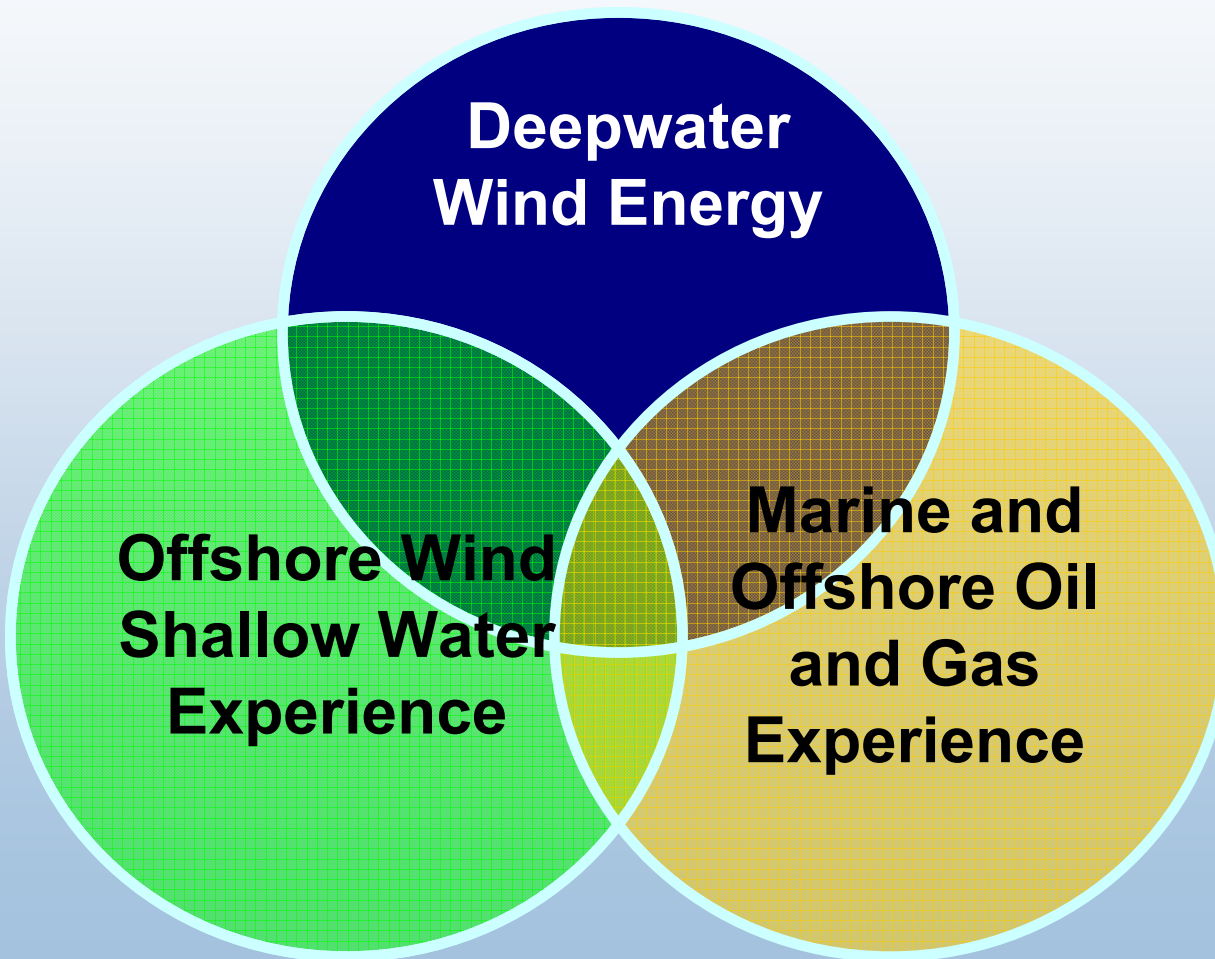 Deepwater
Wind Energy
Offshore Wind
Shallow Water
Experience
Marine and
Offshore Oil
and Gas
Experience